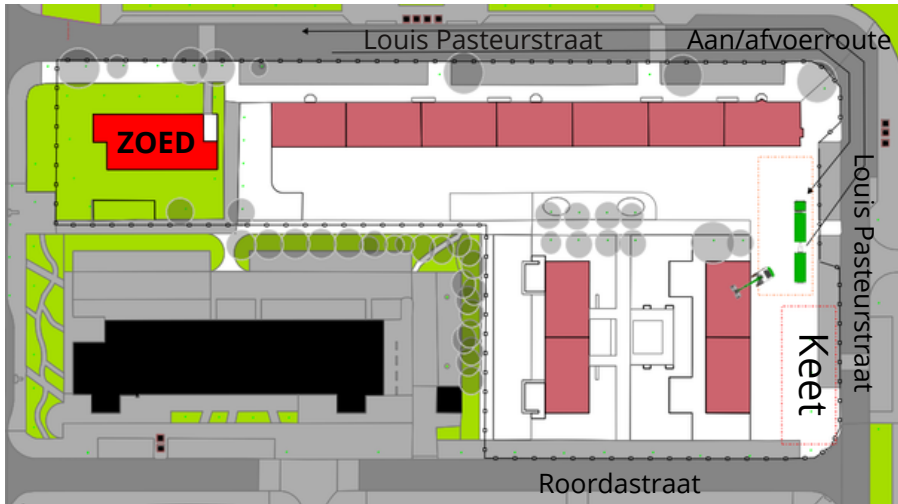 Louis Pasteurstraat
Aan/afvoerroute
ZOED
Louis Pasteurstraat
Keet
Roordastraat